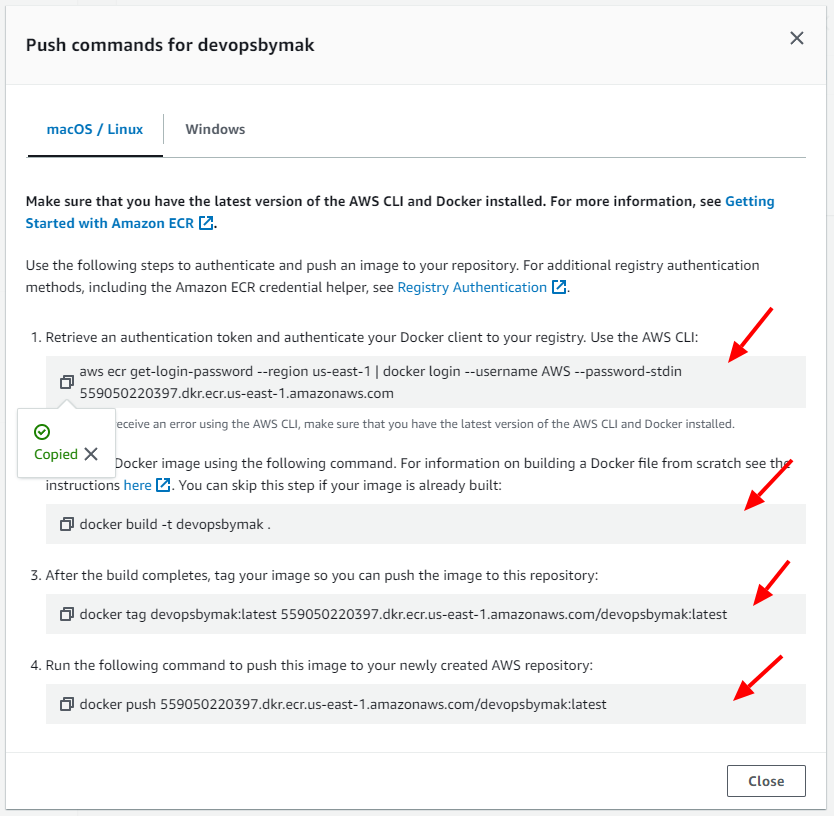 Push commands for devopsbymak
macOS / Linux
Windows
Make sure that you have the latest version of the AWS CLI and Docker installed. For more information, see Getting
Started with Amazon ECR.
Use the following steps to authenticate and push an image to your repository. For additional registry authentication
methods, including the Amazon ECR credential helper, see Registry Authentication.
1. Retrieve an authentication token and authenticate your Docker client to your registry. Use the AWS CLI:
aws ecr get-login-password --region us-east-1 | docker login --username AWS --password-stdin
559050220397.dkr.ecr.us-east-1.amazonaws.com
receive an error using the AWS CLI, make sure that you have the latest version of the AWS CLI and Docker installed.
Copied
Docker image using the following command. For information on building a Docker file from scratch see the
instructions here. You can skip this step if your image is already built:
docker build -t devopsbymak .
3. After the build completes, tag your image so you can push the image to this repository:
docker tag devopsbymak:latest 559050220397.dkr.ecr.us-east-1.amazonaws.com/devopsbymak:latest
4. Run the following command to push this image to your newly created AWS repository:
docker push 559050220397.dkr.ecr.us-east-1.amazonaws.com/devopsbymak:latest
Close